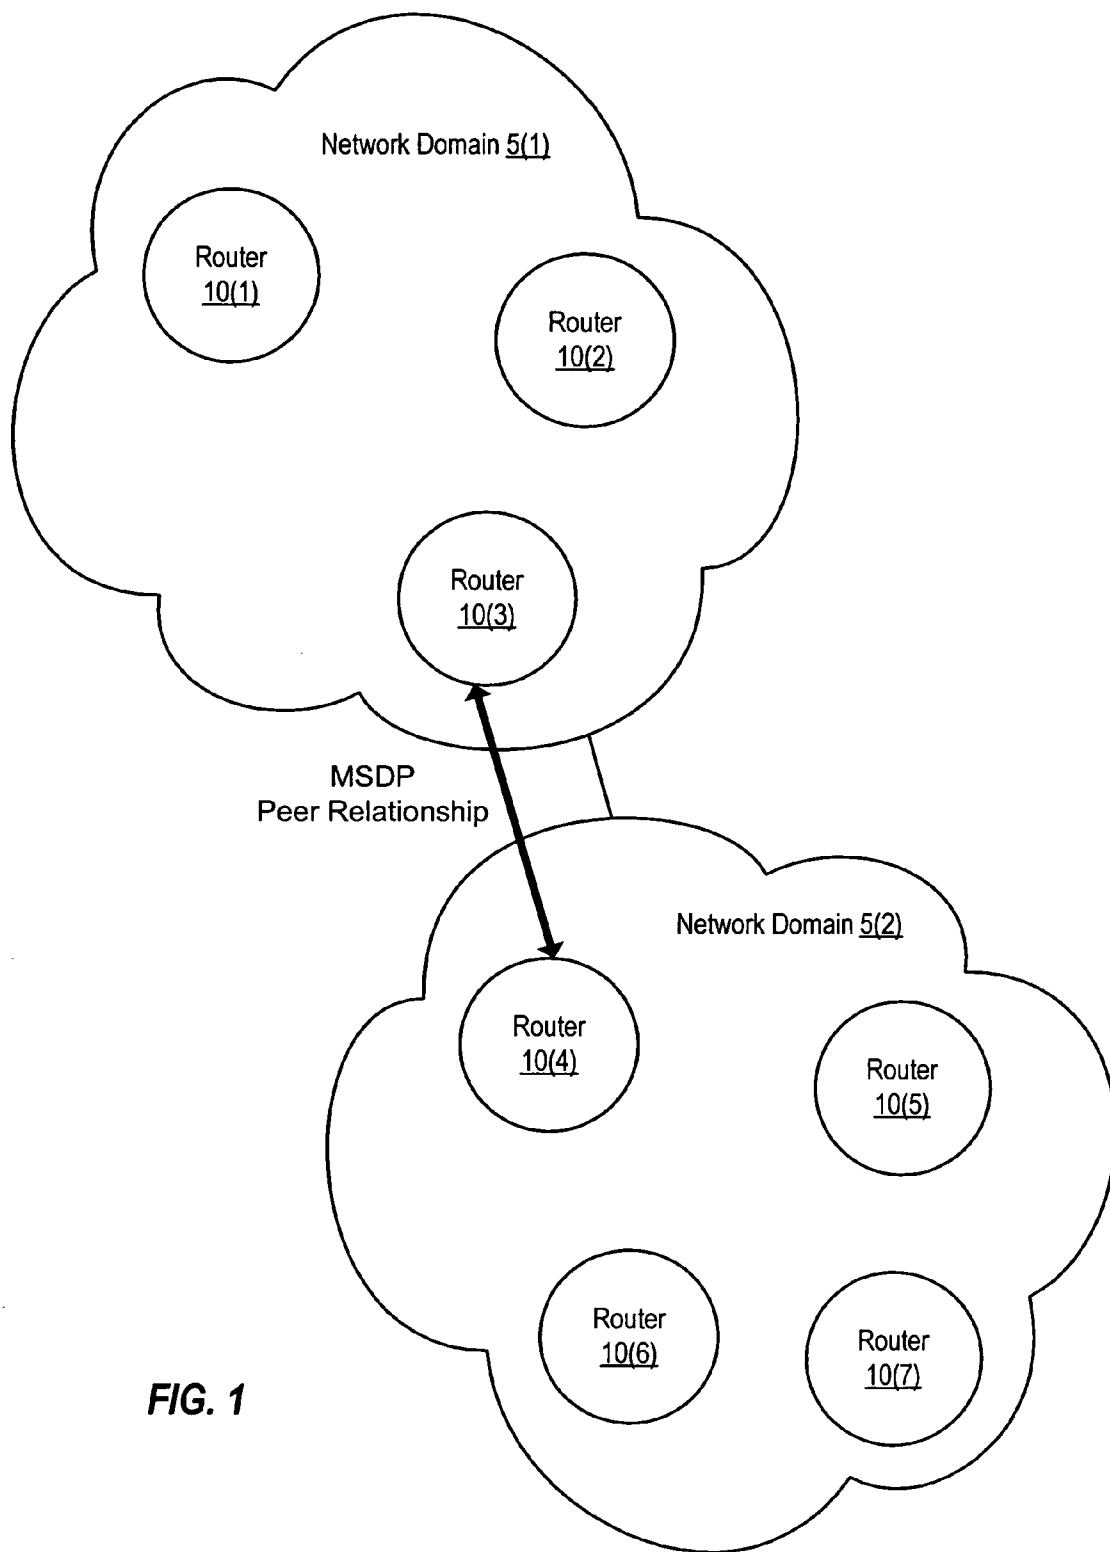 Network Domain 5(1)
Router
10(1)
Router
10(2)
Router
10(3)
MSDP
Peer Relationship
Network Domain 5(2)
Router
10(4)
Router
10(5)
Router
10(6)
Router
10(7)
FIG. 1